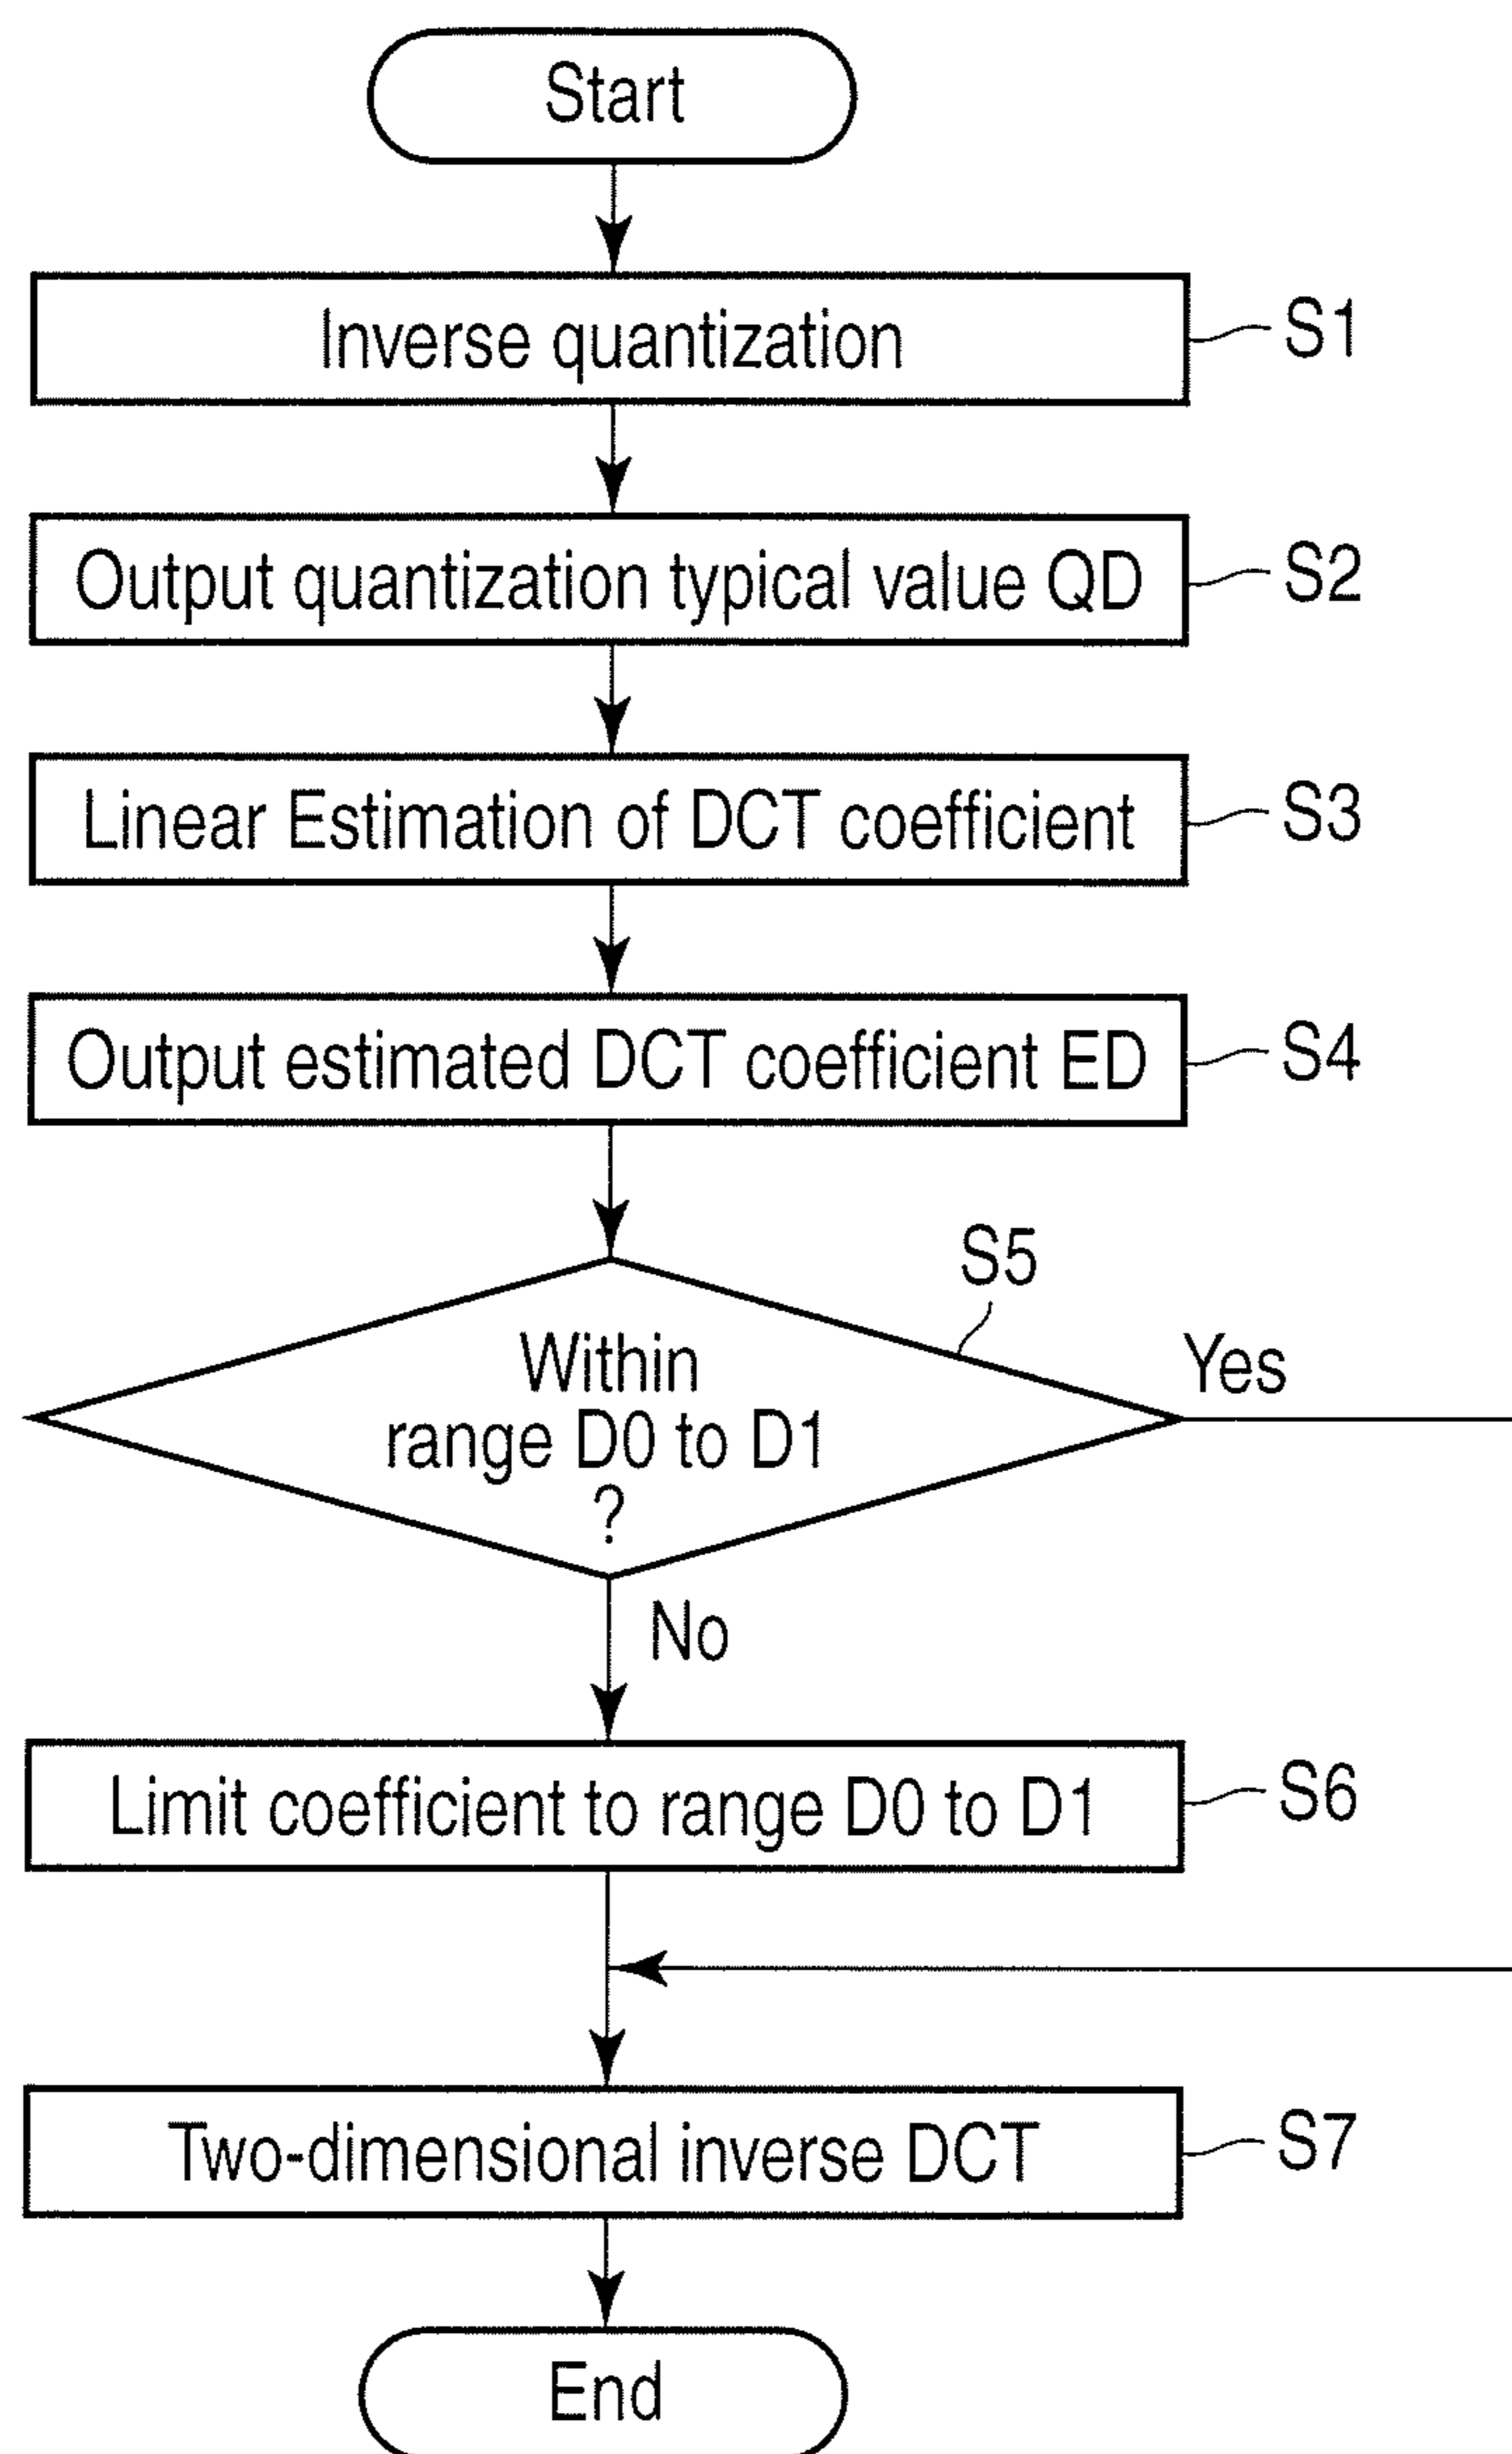 Start
Inverse quantization
S1
Output quantization typical value QD
S2
Linear Estimation of DCT coefficient
S3
Output estimated DCT coefficient ED
S4
S5
Within
range D0 to D1
?
Yes
No
Limit coefficient to range D0 to D1
S6
Two-dimensional inverse DCT
S7
End